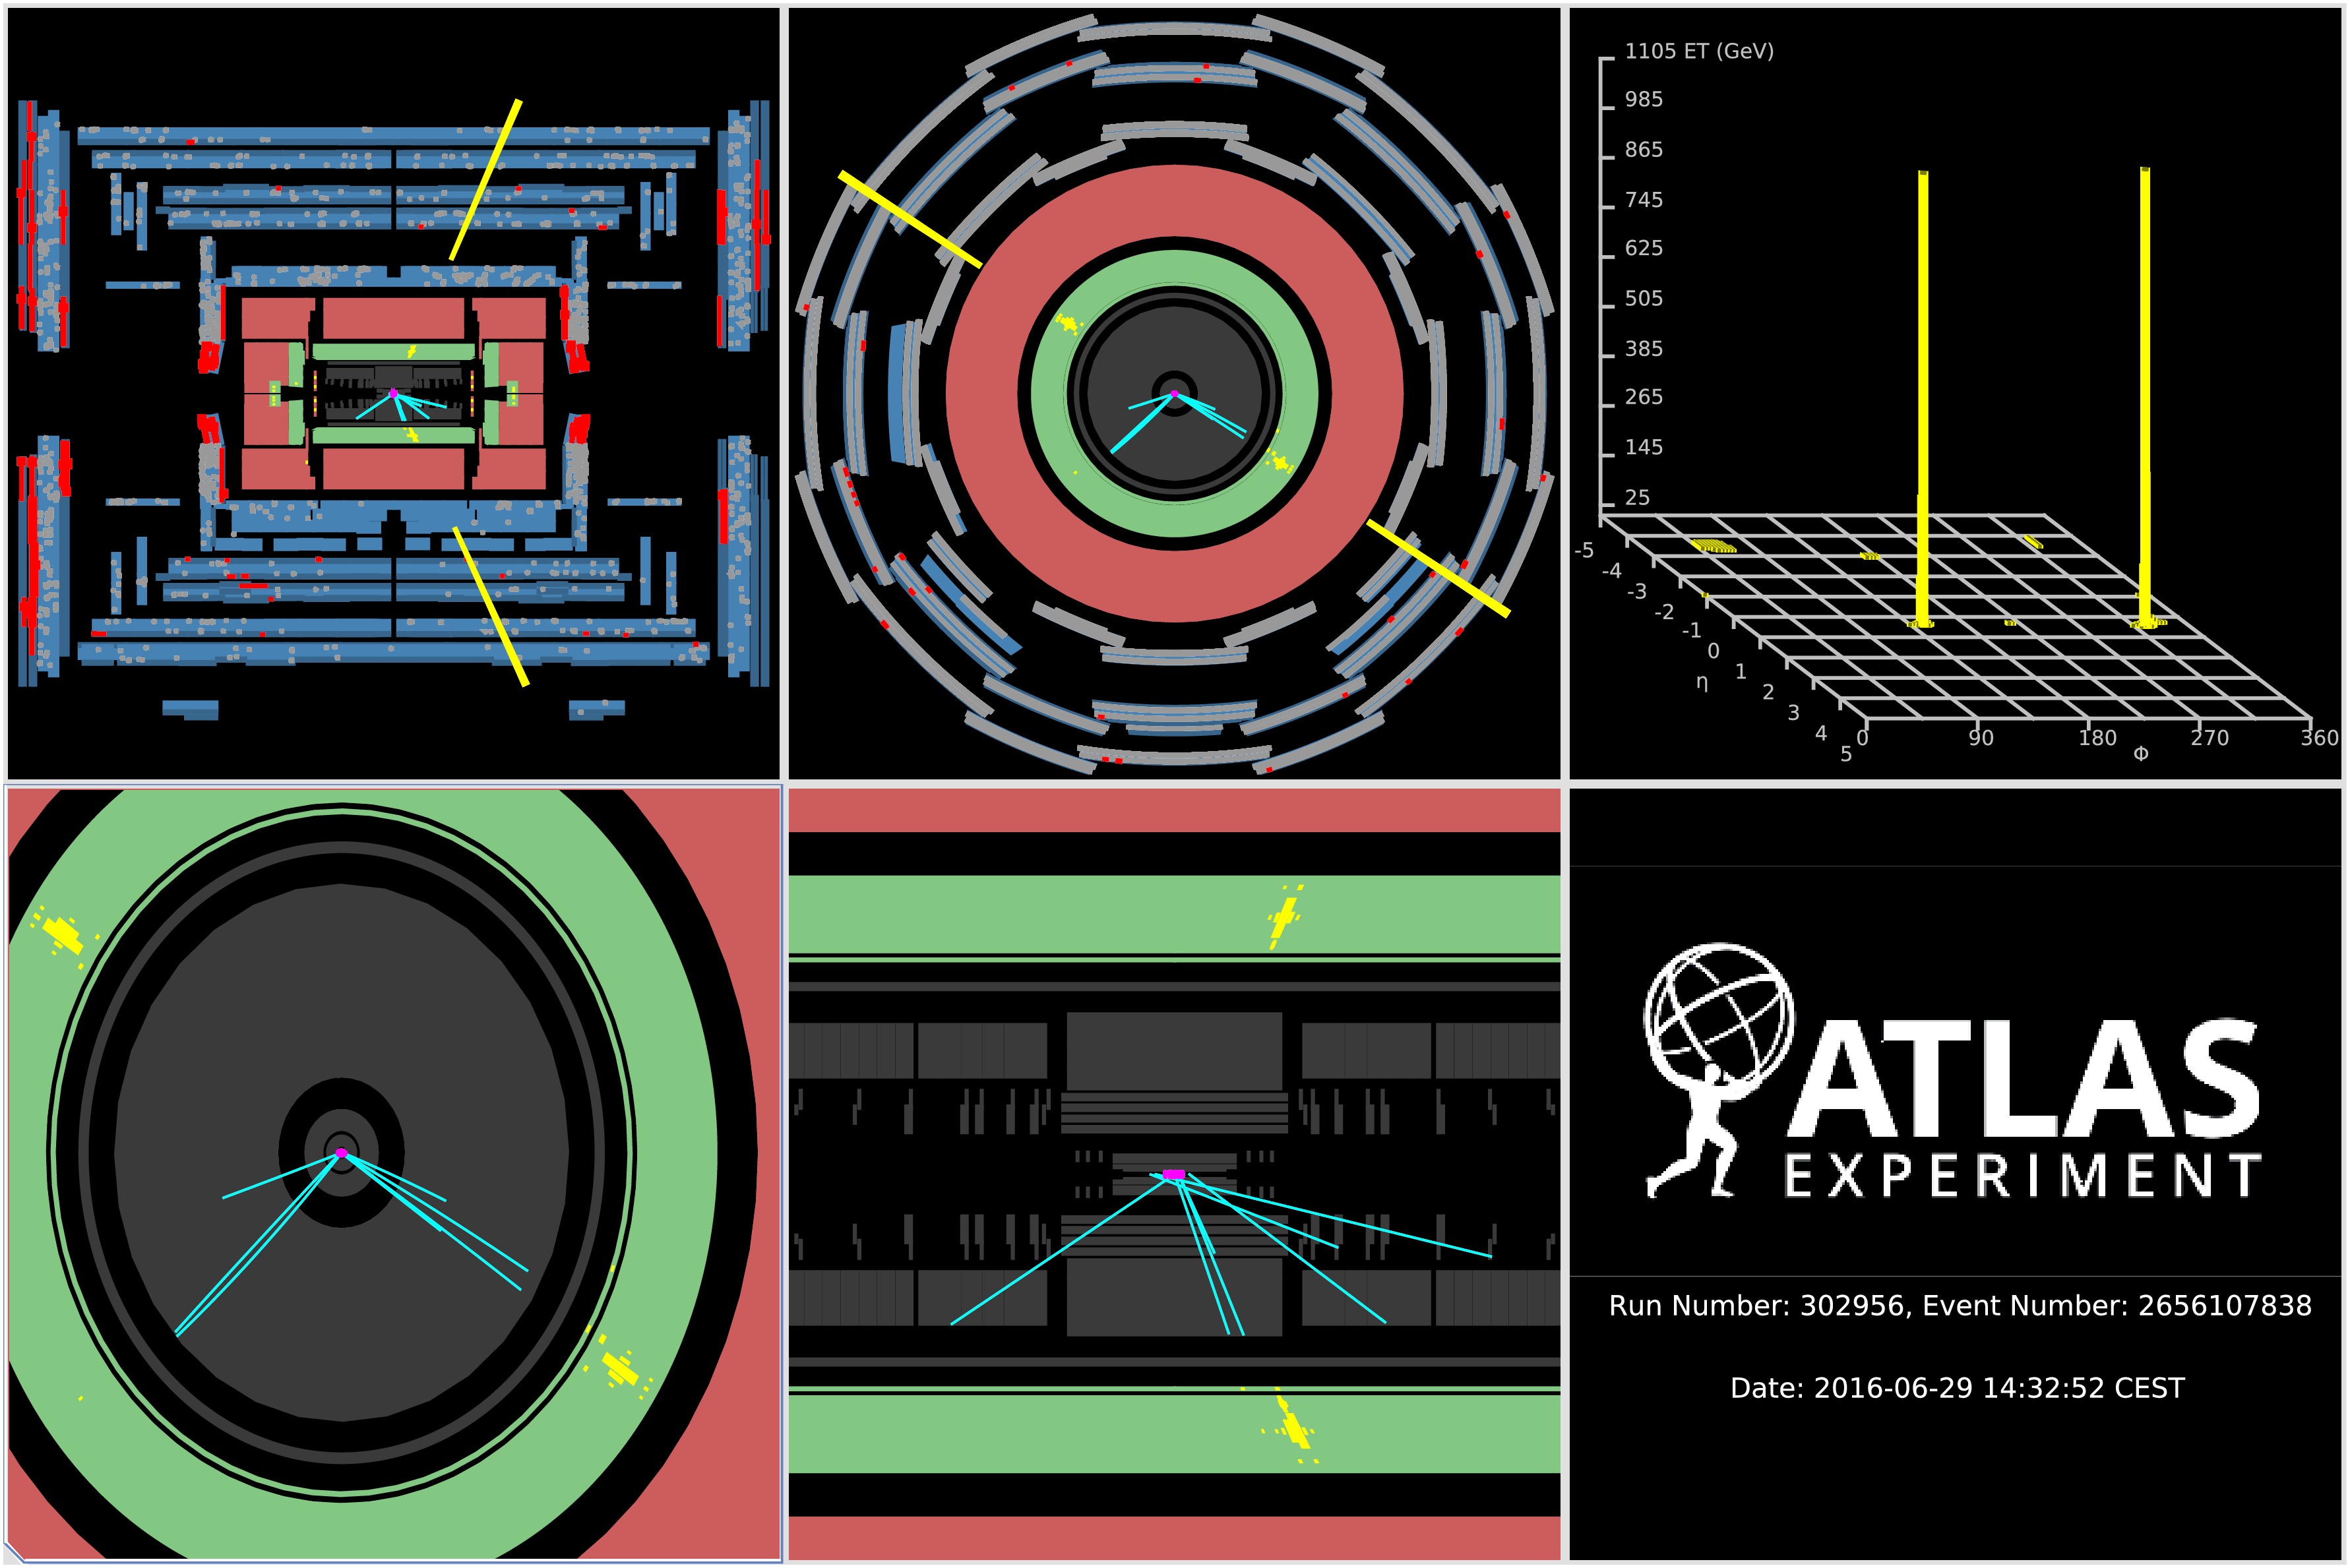 1105 ET (GeV)
985
865
745
625
505
385
265
145
25
-5
-4
-3
-2
-1
0
1
2
3
4
5
η
0 90 180 270 360
Φ
ATLAS
EXPERIMENT
Run Number: 302956, Event Number: 2656107838
Date: 2016-06-29 14:32:52 CEST